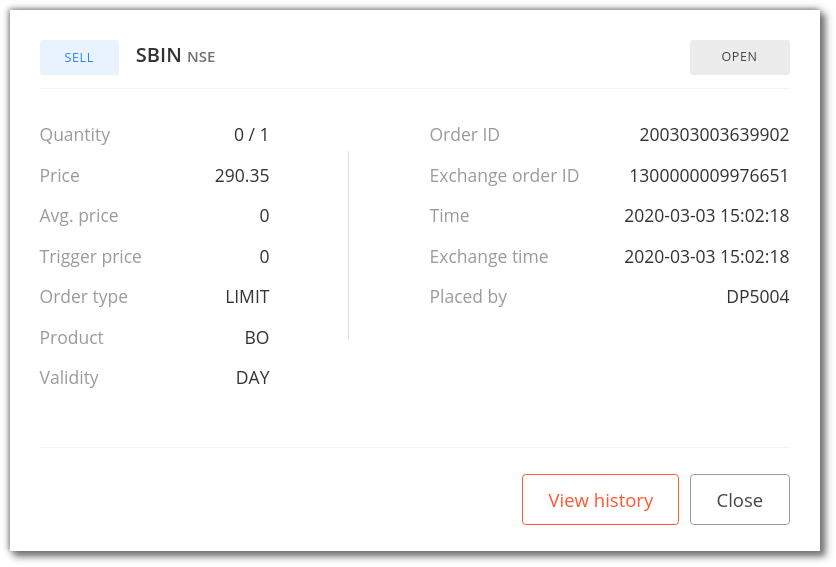 SELL SBIN NSE OPEN
Quantity 0 / 1 Order ID 200303003639902
Price 290.35 Exchange order ID 1300000009976651
Avg. price 0 Time 2020-03-03 15:02:18
Trigger price 0 Exchange time 2020-03-03 15:02:18
Order type LIMIT Placed by DP5004
Product BO
Validity DAY
View history Close